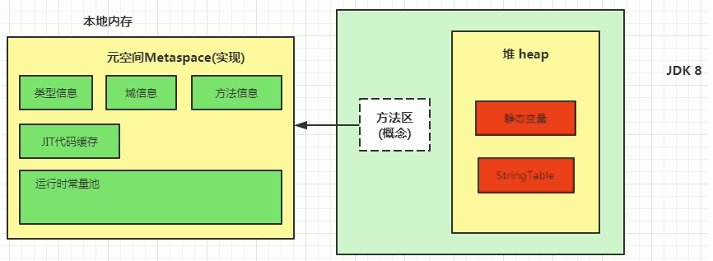 本地内存
元空间Metaspace(实现)
类型信息
域信息
方法信息
JIT代码缓存
运行时常量池
方法区
(概念)
堆 heap
静态变量
StringTable
JDK 8